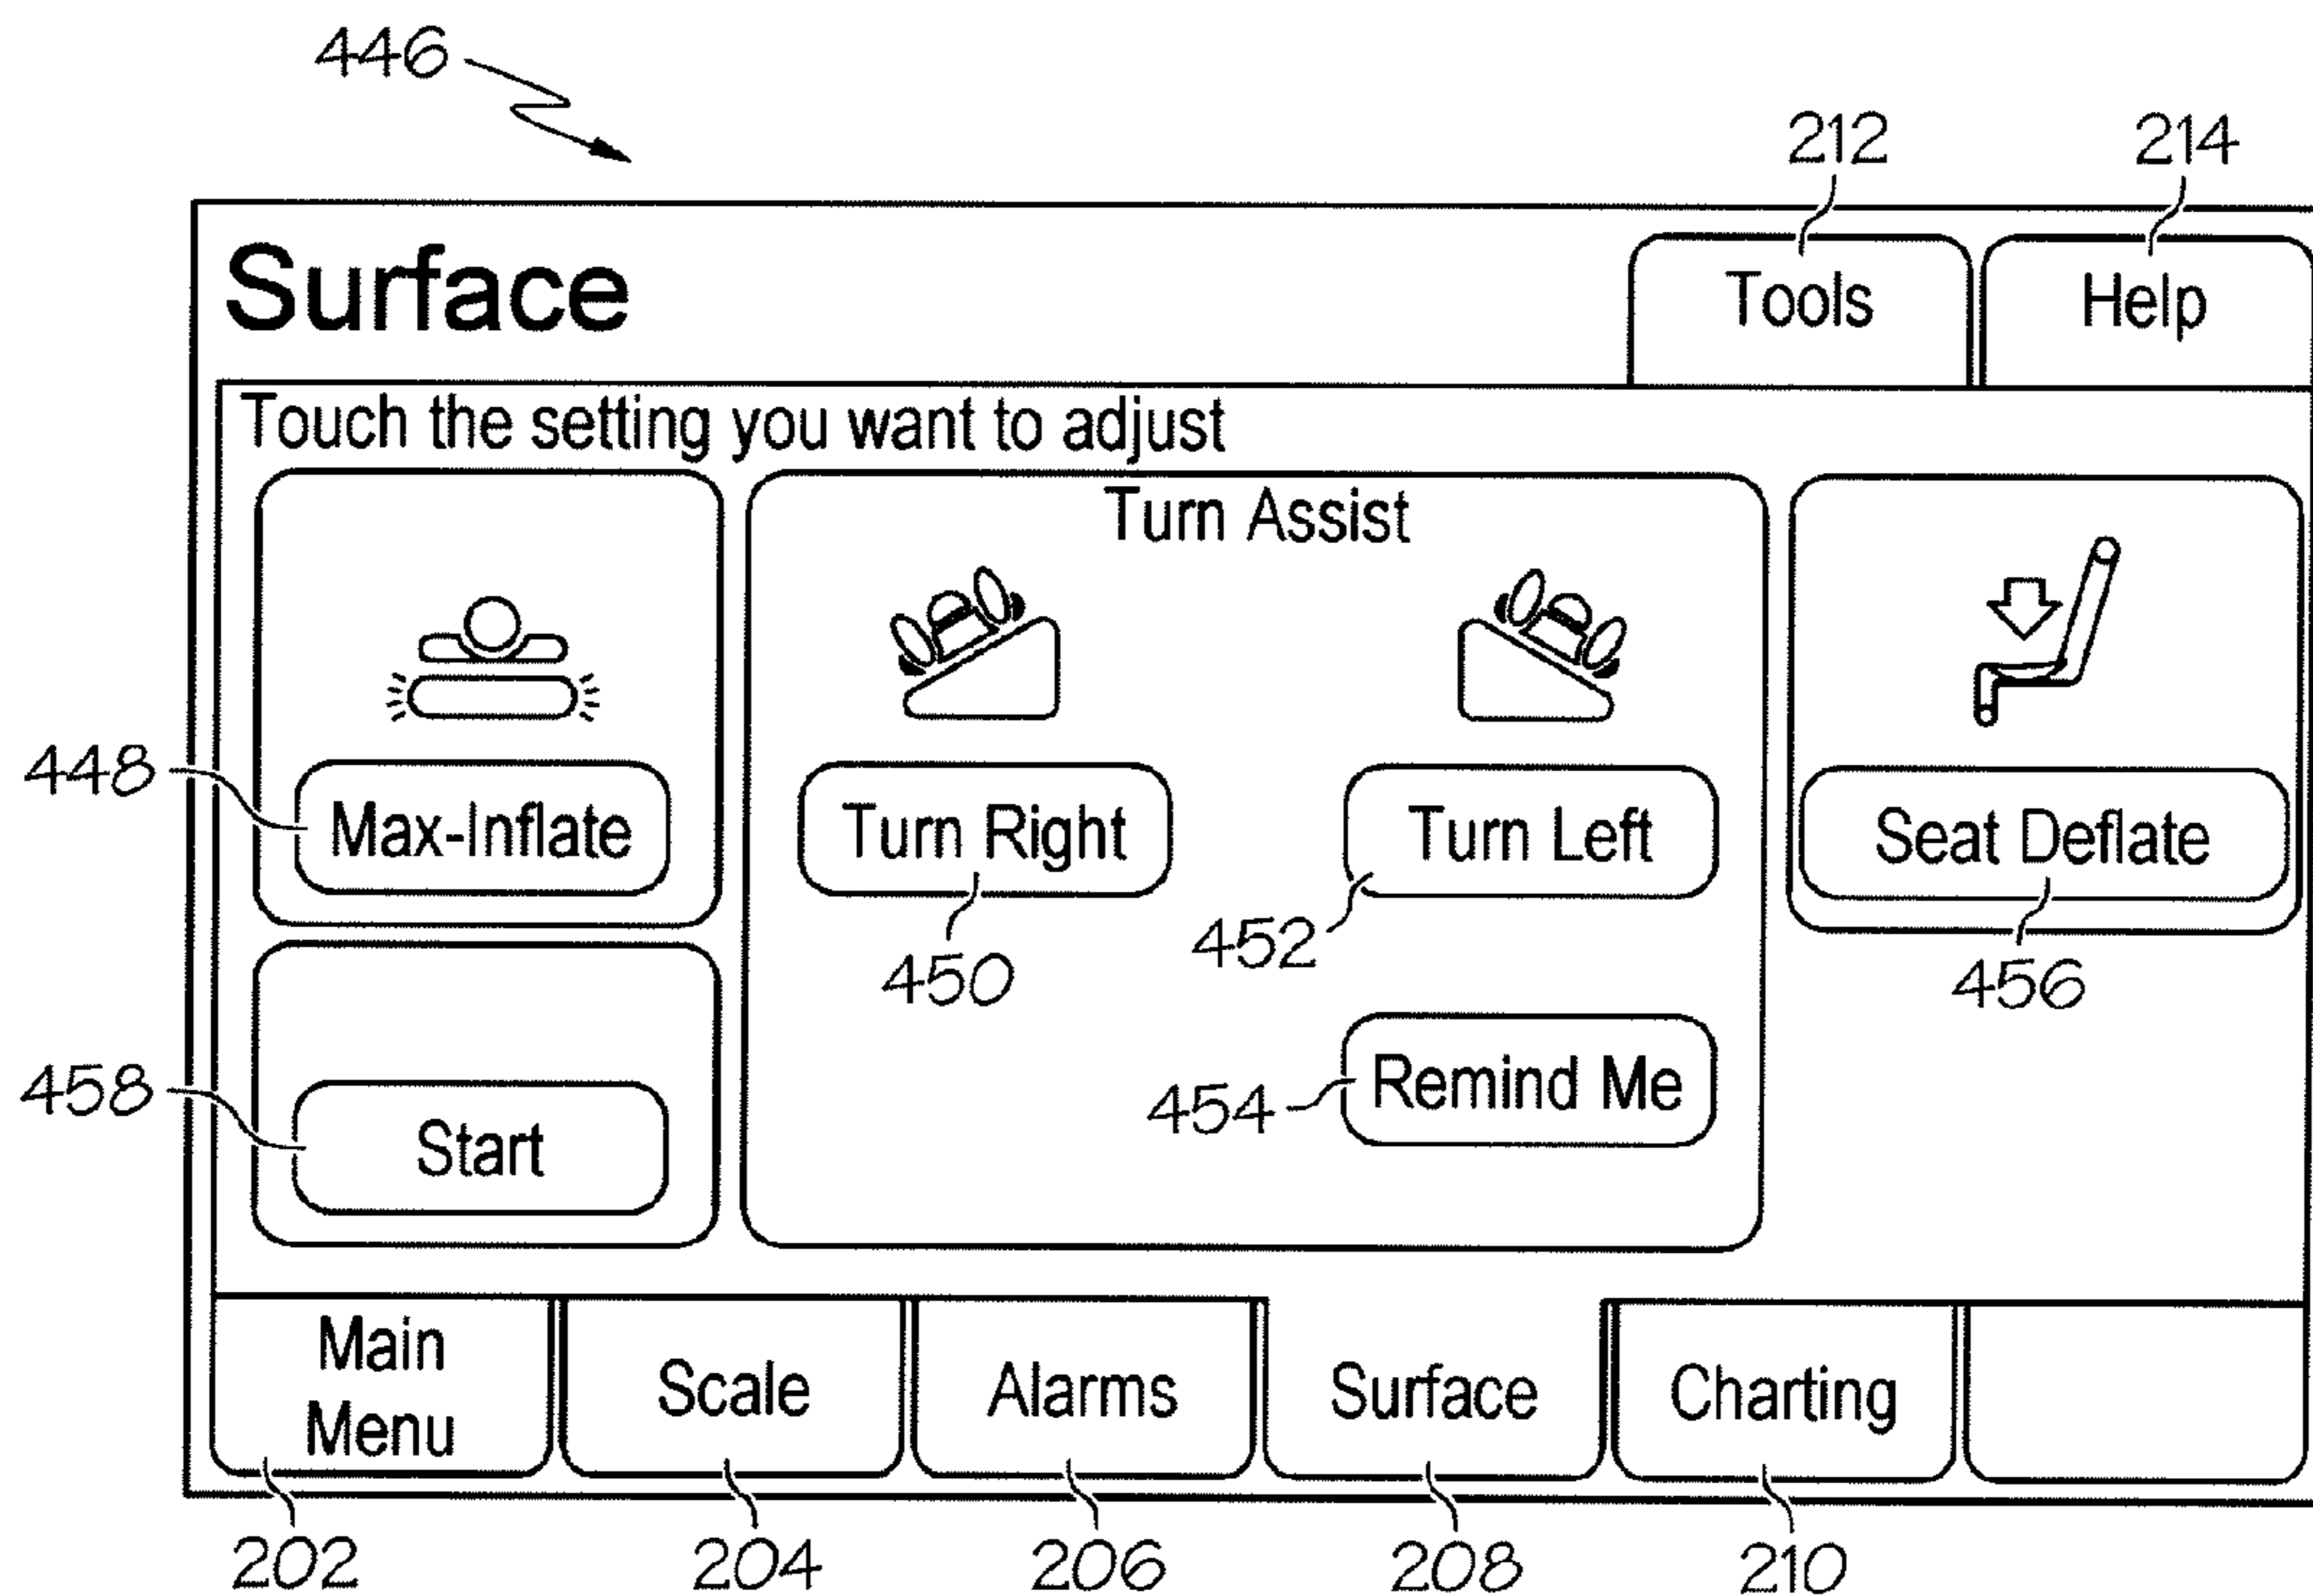 446
212
214
Surface
Tools
Help
Touch the setting you want to adjust
Turn Assist
448
Max-Inflate
Turn Right
Turn Left
Seat Deflate
450
452
456
458
Start
454
Remind Me
Main
Menu
Scale
Alarms
Surface
Charting
202
204
206
208
210